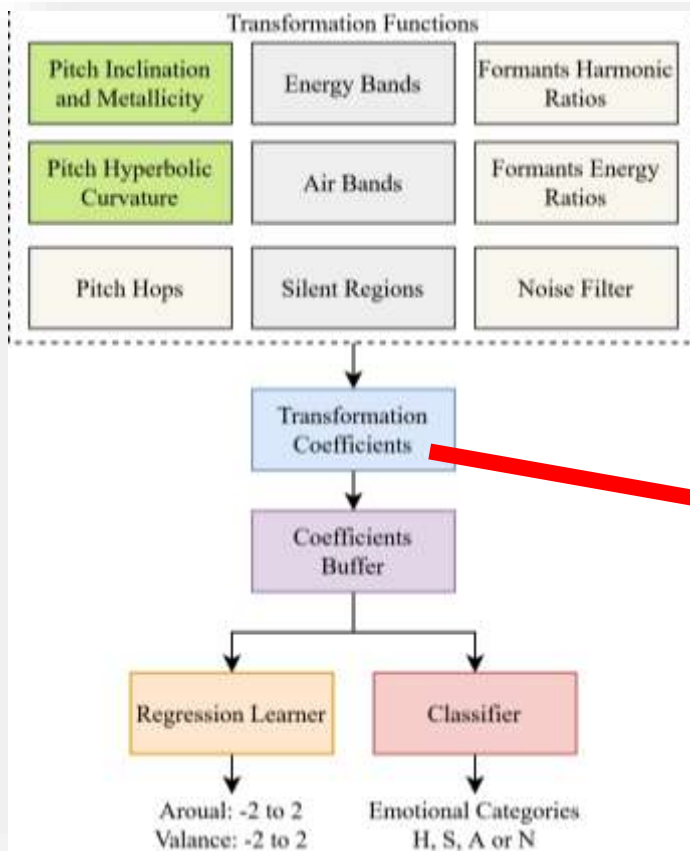 Transformation Functions
Pitch Inclination
and Metallicity
Energy Bands
Formants Harmonic
Ratios
Pitch Hyperbolic
Curvature
Air Bands
Formants Energy
Ratios
Pitch Hops
Silent Regions
Noise Filter
Transformation
Coefficients
Coefficients
Buffer
Regression Learner
Classifier
Aroual: -2 to 2
Valance: -2 to 2
Emotional Categories
H, S, A or N